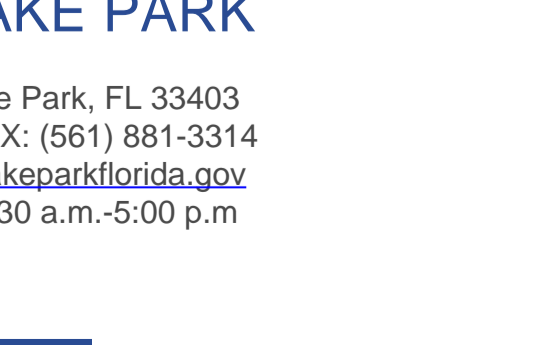 AKE PARK
e Park, FL 33403
X: (561) 881-3314
akeparkflorida.gov
30 a.m.-5:00 p.m